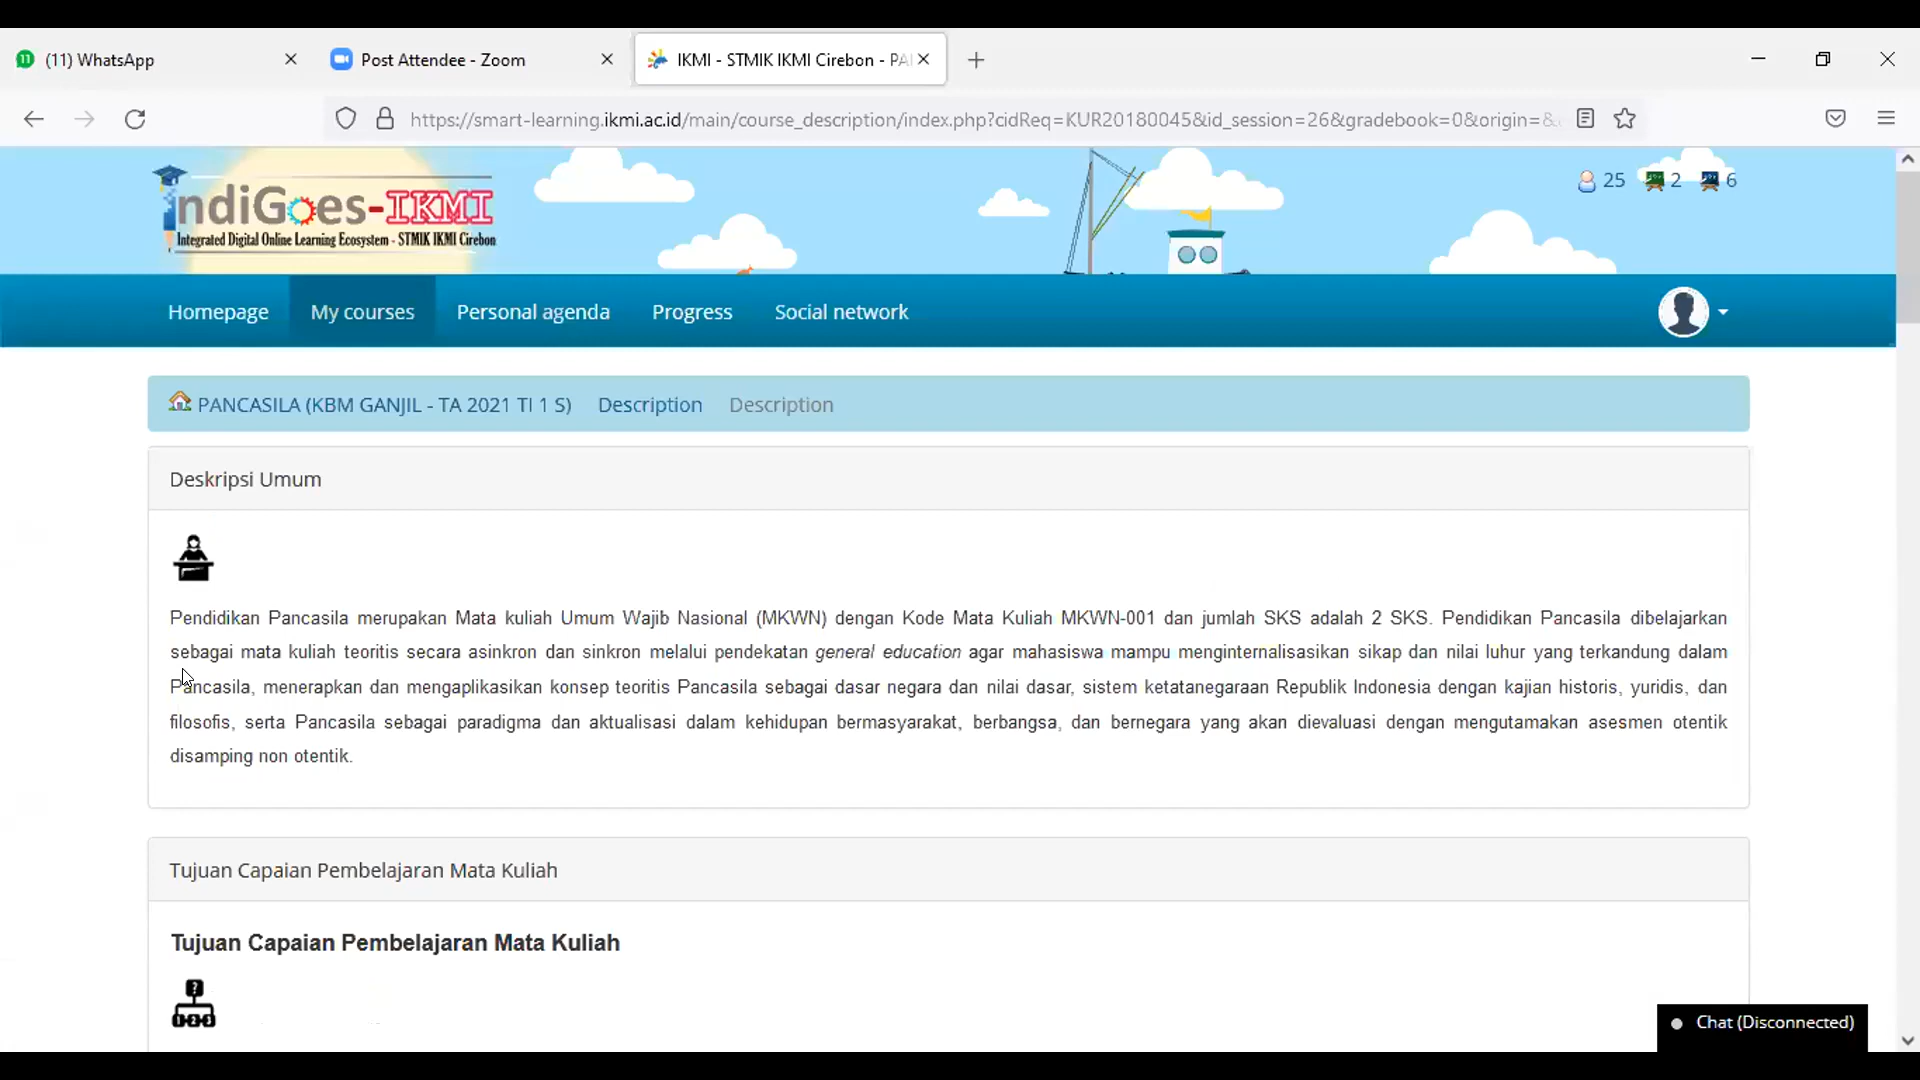 11 (11) WhatsApp
Post Attendee - Zoom
IKMI - STMIK IKMI Cirebon - PA
https://smart-learning.ikmi.ac.id/main/course_description/index.php?cidReq=KUR20180045&id_session=26&gradebook=0&origin=&
indiGoes-IKMI
Integrated Digital Online Learning Ecosystem - STMIK IKMI Cirebon
25 2 6
Homepage My courses Personal agenda Progress Social network
PANCASILA (KBM GANJIL - TA 2021 TI 1 S) Description Description
Deskripsi Umum
Pendidikan Pancasila merupakan Mata kuliah Umum Wajib Nasional (MKWN) dengan Kode Mata Kuliah MKWN-001 dan jumlah SKS adalah 2 SKS. Pendidikan Pancasila dibelajarkan
sebagai mata kuliah teoritis secara asinkron dan sinkron melalui pendekatan general education agar mahasiswa mampu menginternalisasikan sikap dan nilai luhur yang terkandung dalam
Pancasila, menerapkan dan mengaplikasikan konsep teoritis Pancasila sebagai dasar negara dan nilai dasar, sistem ketatanegaraan Republik Indonesia dengan kajian historis, yuridis, dan
filosofis, serta Pancasila sebagai paradigma dan aktualisasi dalam kehidupan bermasyarakat, berbangsa, dan bernegara yang akan dievaluasi dengan mengutamakan asesmen otentik
disamping non otentik.
Tujuan Capaian Pembelajaran Mata Kuliah
Tujuan Capaian Pembelajaran Mata Kuliah
?
1 2 3
Chat (Disconnected)